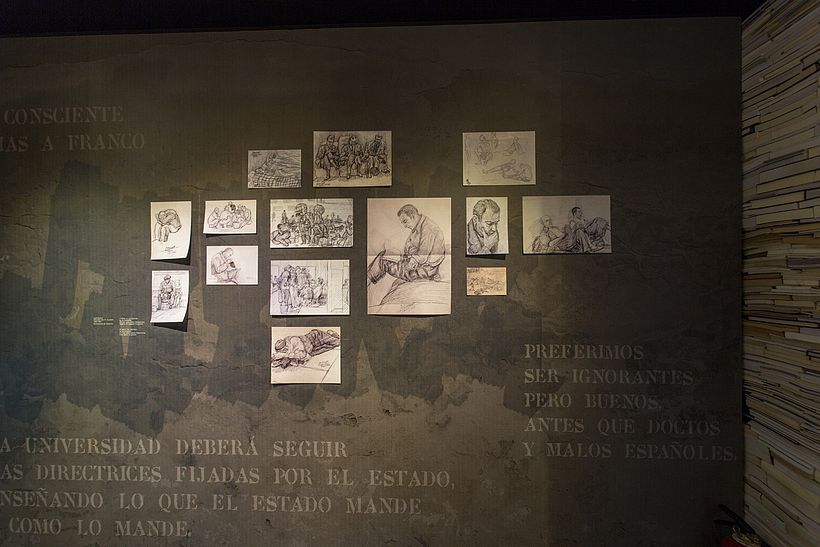 CONSCIENTE
A FRANCO
PREFERIMOS
SER IGNORANTES
PERO BUENOS,
ANTES QUE DOCTOS
Y MALOS ESPAÑOLES.
A UNIVERSIDAD DEBERÁ SEGUIR
AS DIRECTRICES FIJADAS POR EL ESTADO,
NSEÑANDO LO QUE EL ESTADO MANDE
COMO LO MANDE.